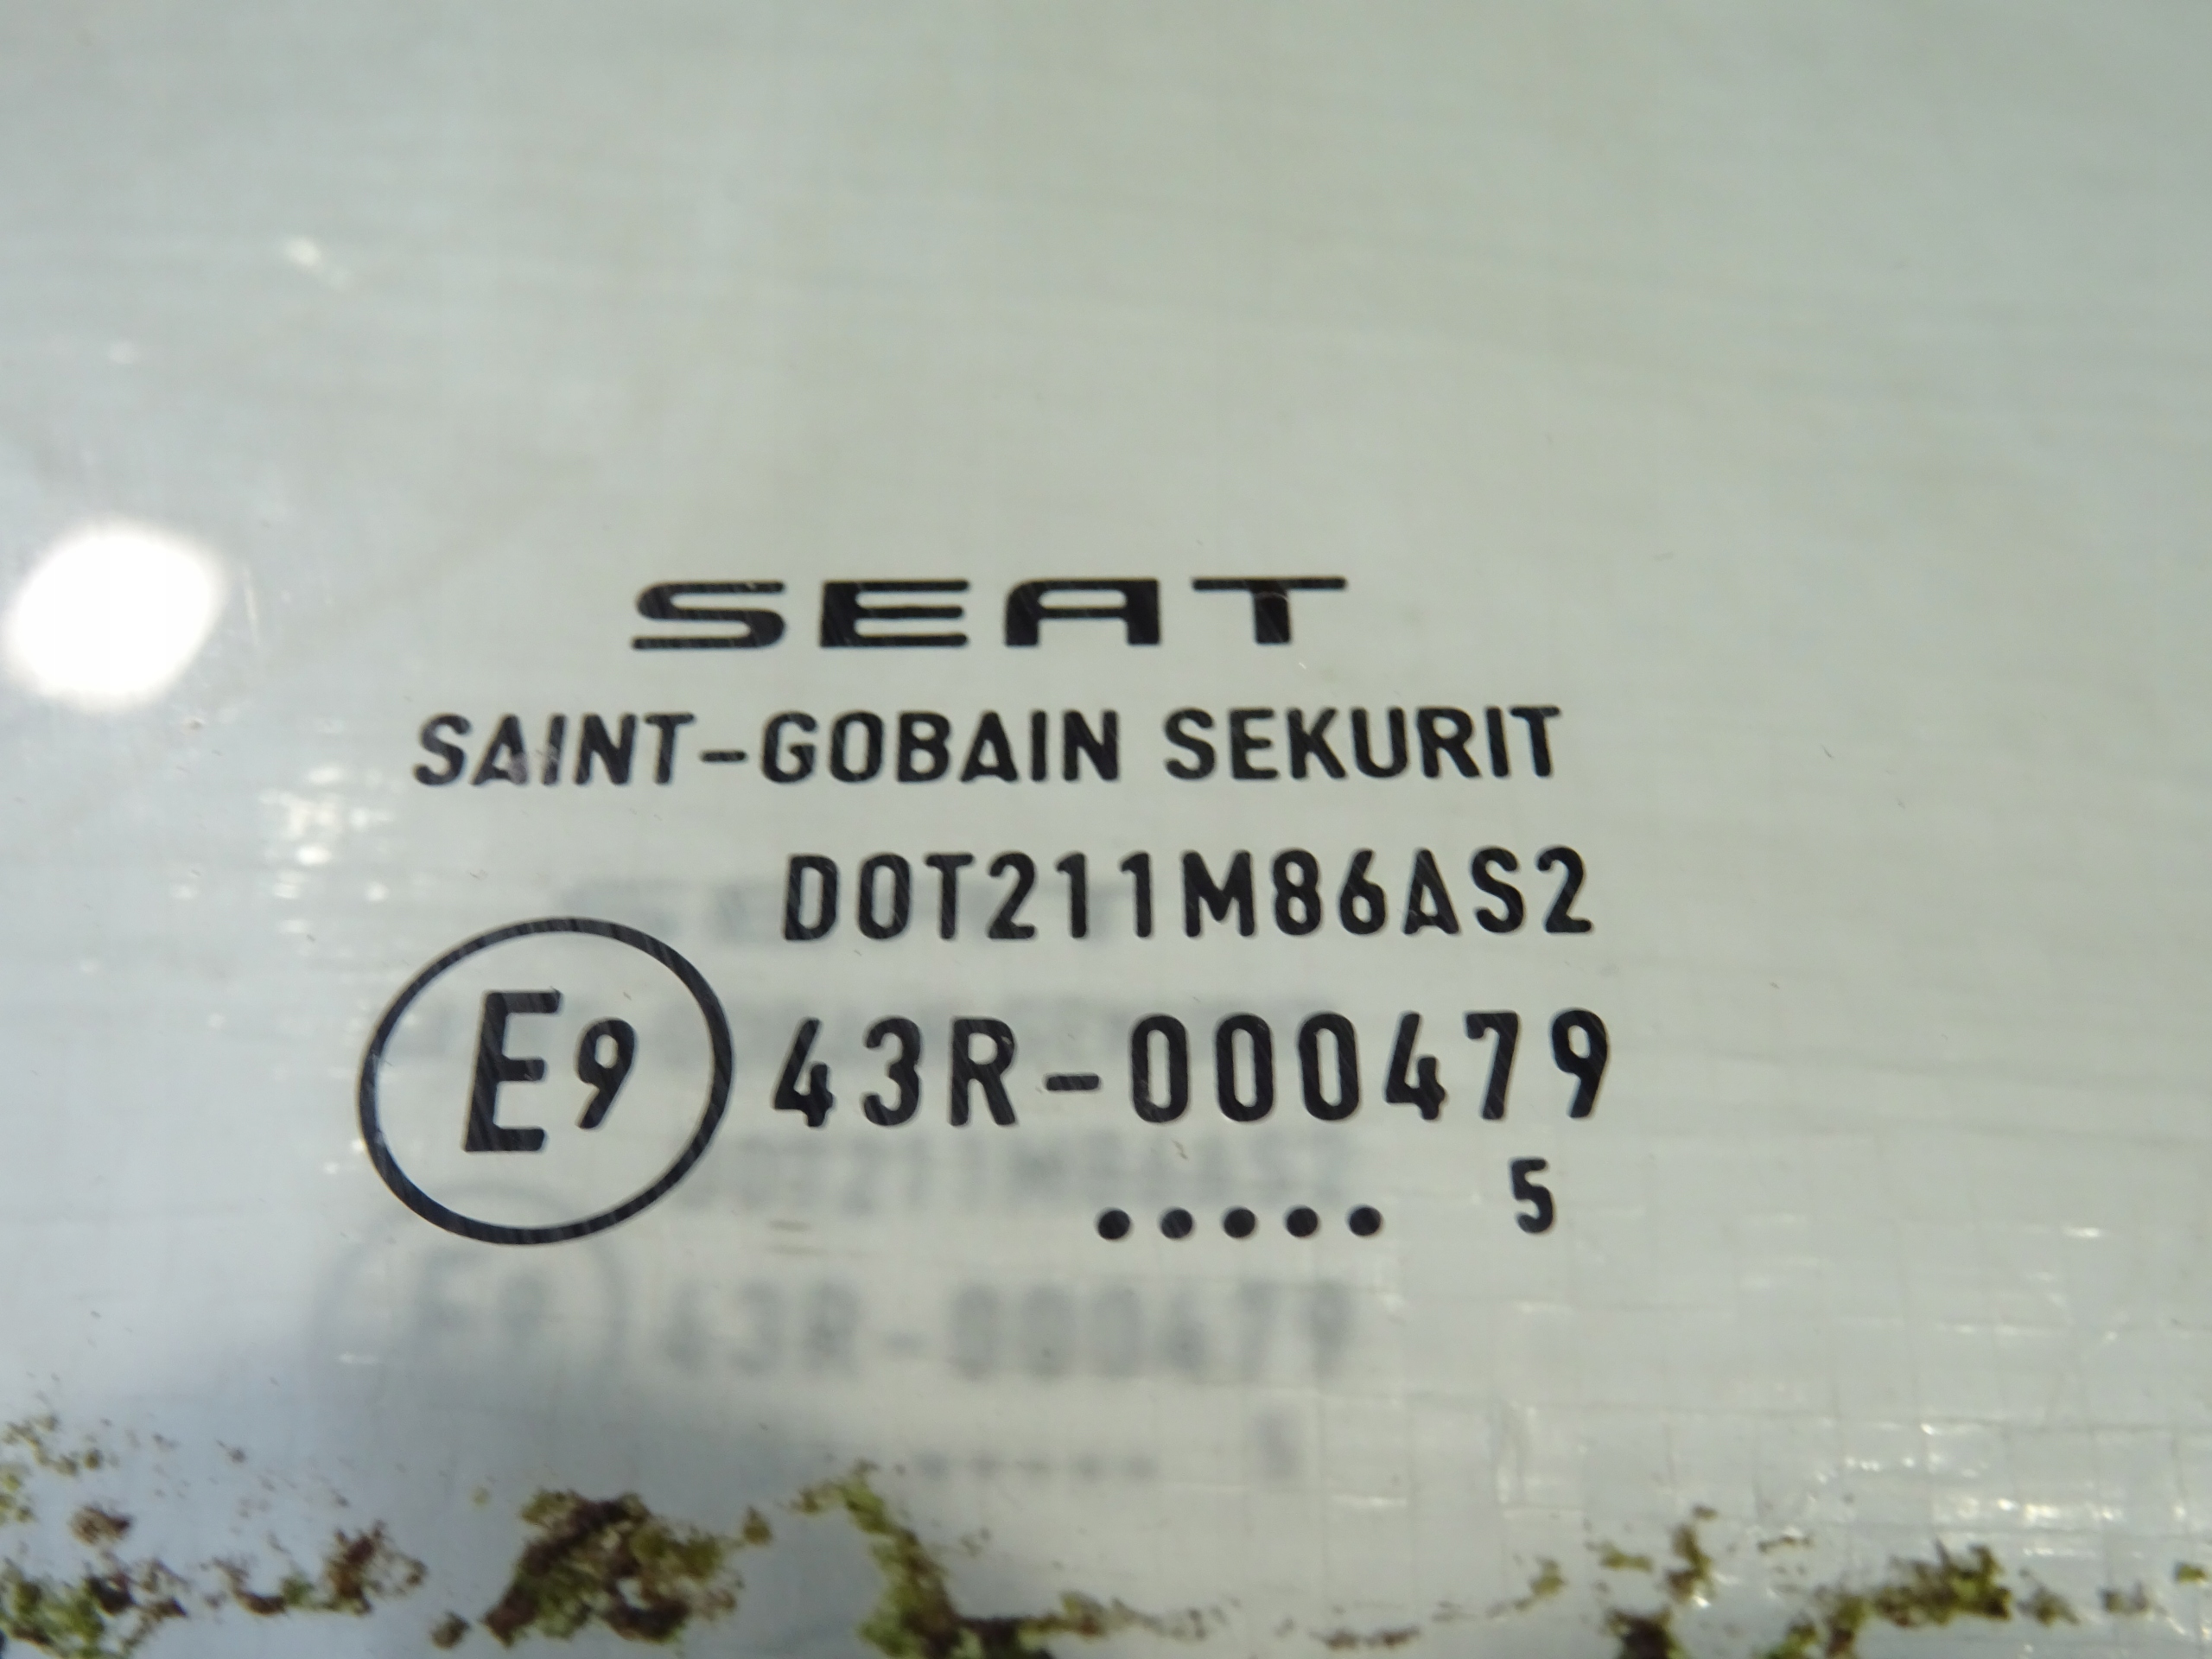 SEAT
SAINT-GOBAIN SEKURIT
DOT211M86AS2
E9 43R-000479
..... 5